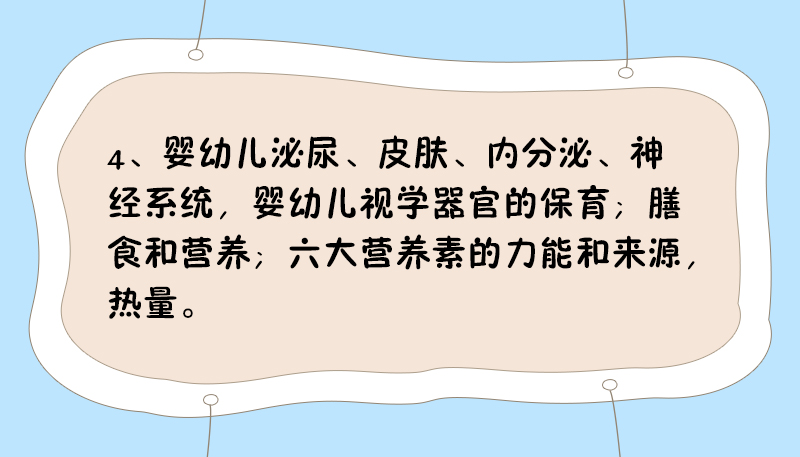 4、婴幼儿泌尿、皮肤、内分泌、神
经系统，婴幼儿视学器官的保育；膳
食和营养；六大营养素的力能和来源，
热量。